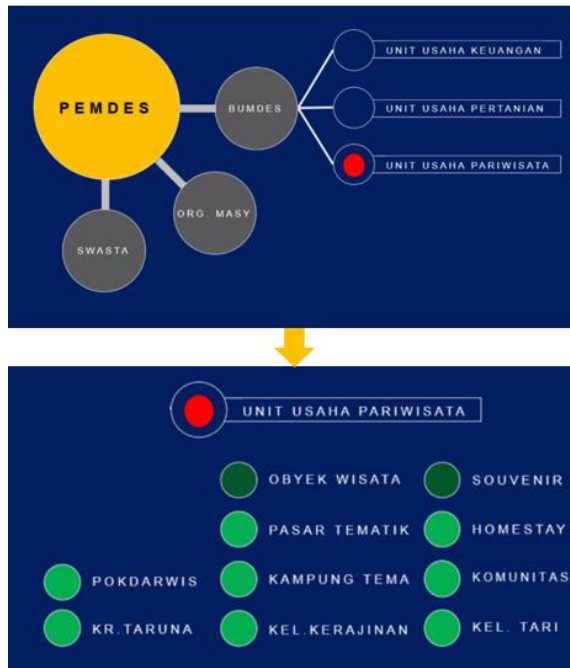 PEMDES
BUMDES
UNIT USAHA KEUANGAN
UNIT USAHA PERTANIAN
UNIT USAHA PARIWISATA
ORG. MASY
SWASTA
UNIT USAHA PARIWISATA
OBYEK WISATA
SOUVENIR
PASAR TEMATIK
HOMESTAY
POKDARWIS
KAMPUNG TEMA
KOMUNITAS
KR.TARUNA
KEL.KERAJINAN
KEL. TARI